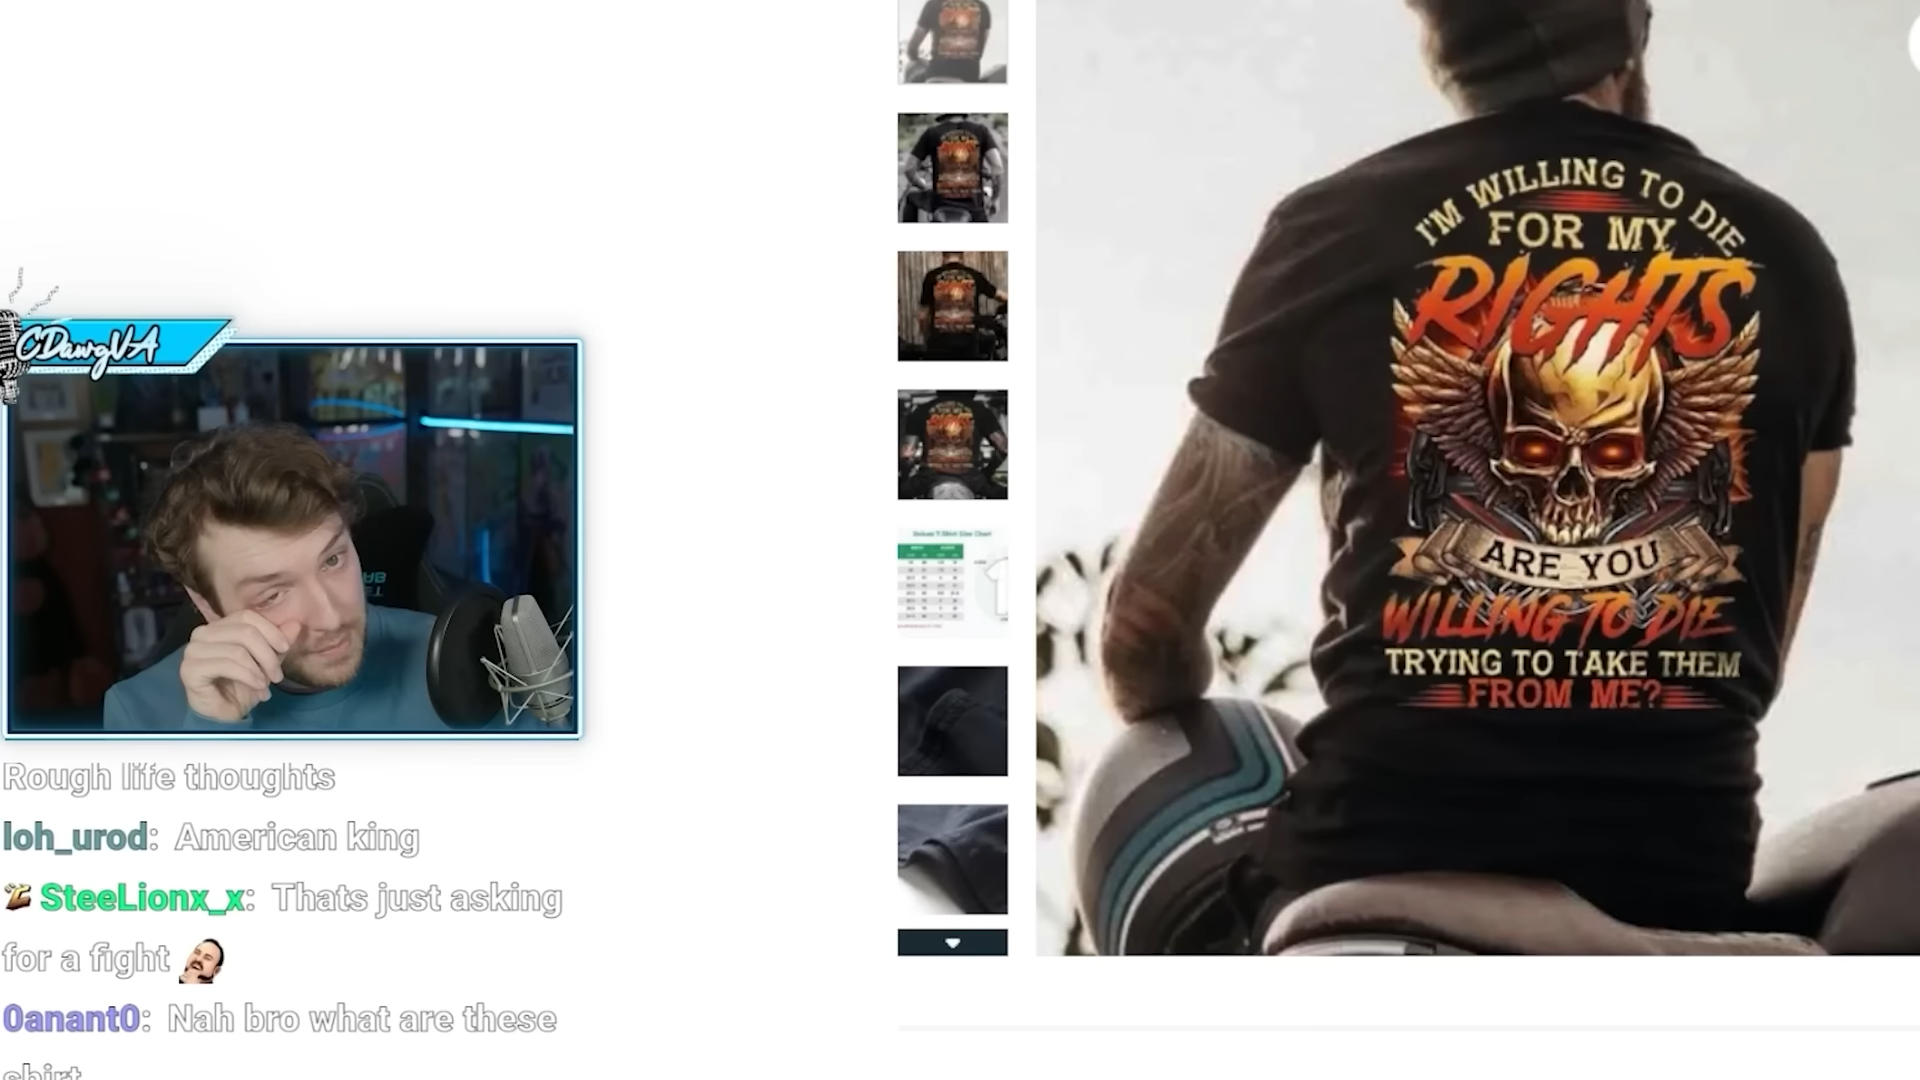 CDawgVA
Rough life thoughts
loh_urod: American king
SteeLionx_x: Thats just asking
for a fight
0anant0: Nah bro what are these
shirt
I'M WILLING TO DIE
FOR MY
RIGHTS
ARE YOU
WILLING TO DIE
TRYING TO TAKE THEM
FROM ME?